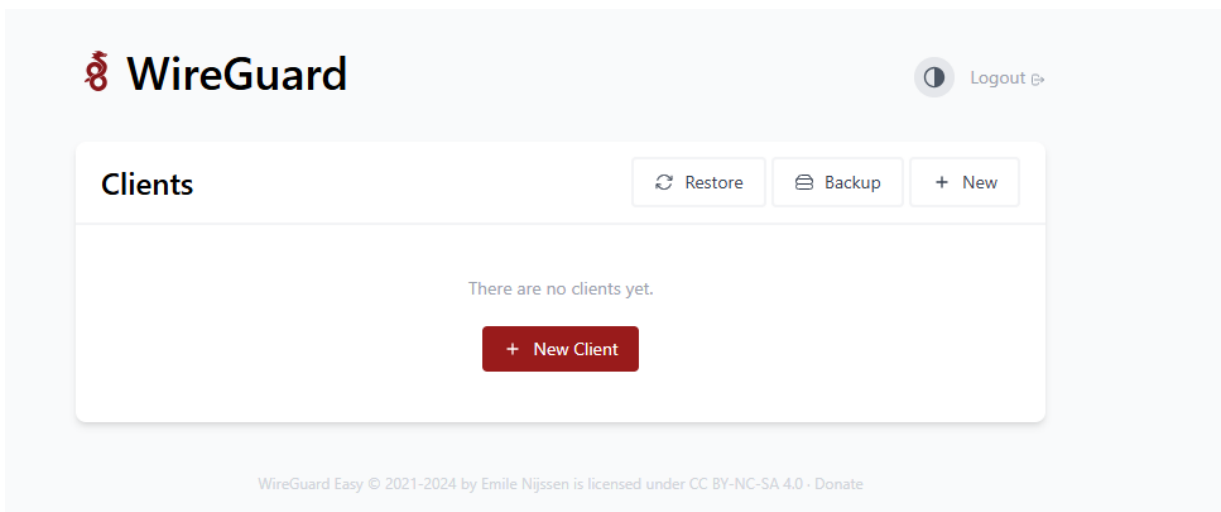 WireGuard
Logout
Clients
Restore
Backup
+ New
There are no clients yet.
+ New Client
WireGuard Easy © 2021-2024 by Emile Nijssen is licensed under CC BY-NC-SA 4.0 · Donate